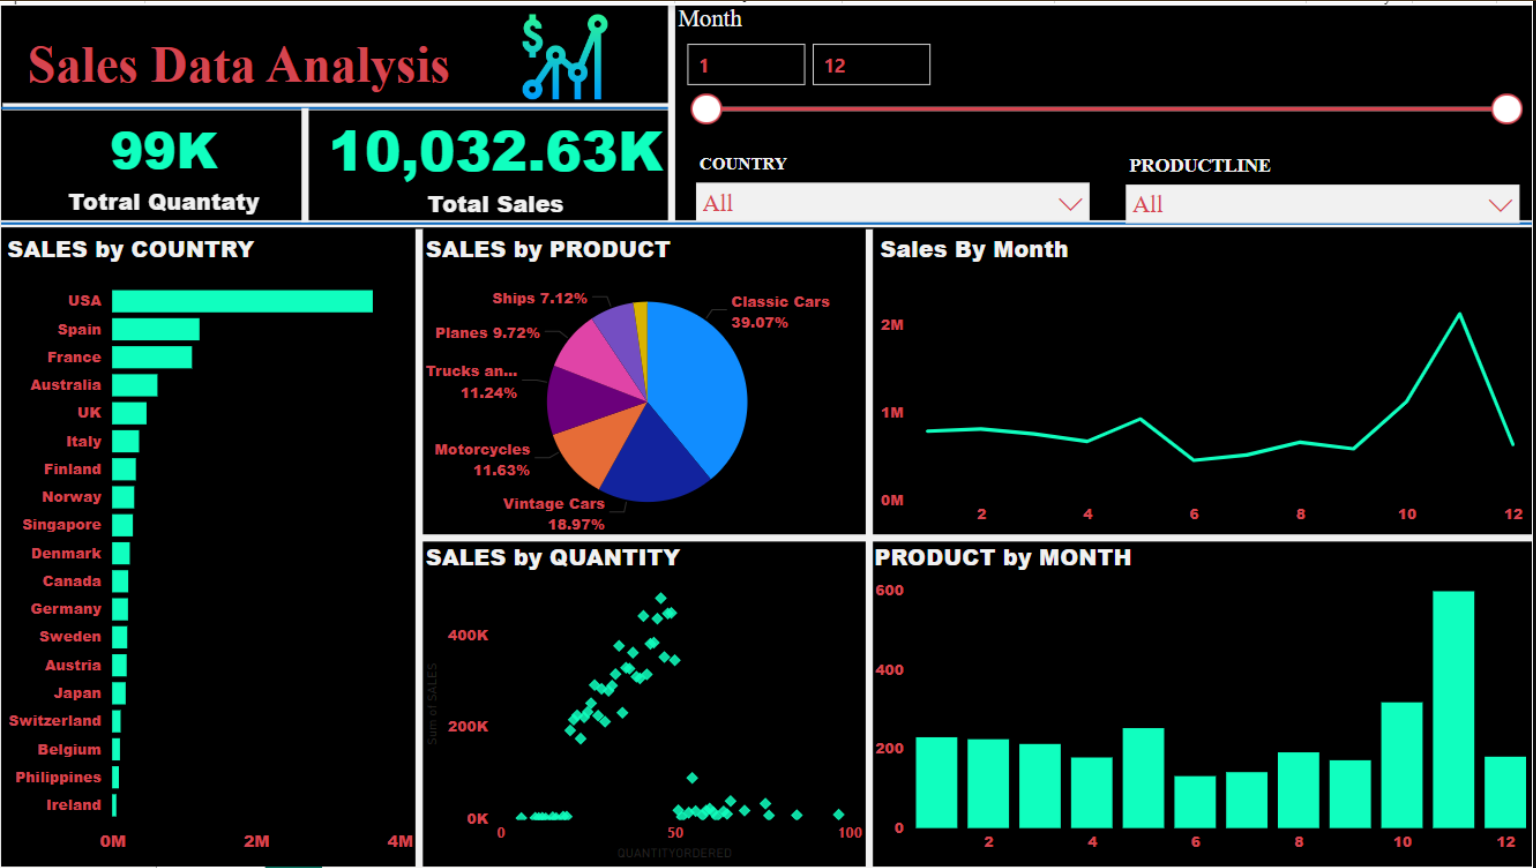 Sales Data Analysis
Month
1
12
99K
Totral Quantaty
10,032.63K
Total Sales
COUNTRY
All
PRODUCTLINE
All
SALES by COUNTRY
USA
Spain
France
Australia
UK
Italy
Finland
Norway
Singapore
Denmark
Canada
Germany
Sweden
Austria
Japan
Switzerland
Belgium
Philippines
Ireland
0M 2M 4M
SALES by PRODUCT
Ships 7.12%
Classic Cars
39.07%
Planes 9.72%
Trucks an...
11.24%
Motorcycles
11.63%
Vintage Cars
18.97%
Sales By Month
2M
1M
0M
2 4 6 8 10 12
SALES by QUANTITY
Sum of SALES
400K
200K
0K
0 50 100
QUANTITYORDERED
PRODUCT by MONTH
600
400
200
0
2 4 6 8 10 12